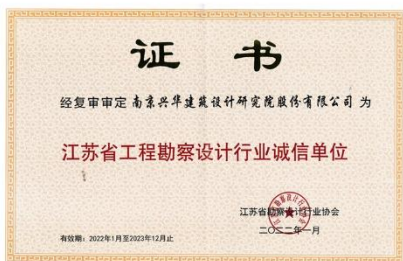 证 书
经复审审定 南京兴华建筑设计研究院股份有限公司 为
江苏省工程勘察设计行业诚信单位
江苏省勘察设计行业协会
二〇二二年一月
有效期：2022年1月至2023年12月止